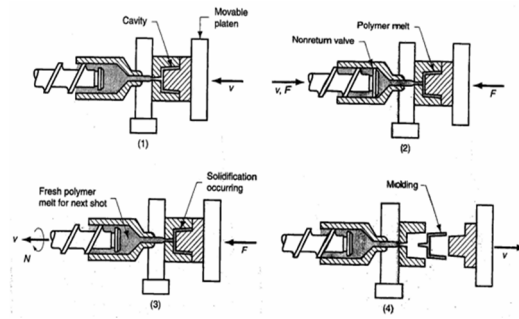 Cavity
Movable
platen
v
(1)
Nonreturn valve
Polymer melt
v, F
F
(2)
Fresh polymer
melt for next shot
Solidification
occurring
v
N
F
(3)
Molding
v
(4)